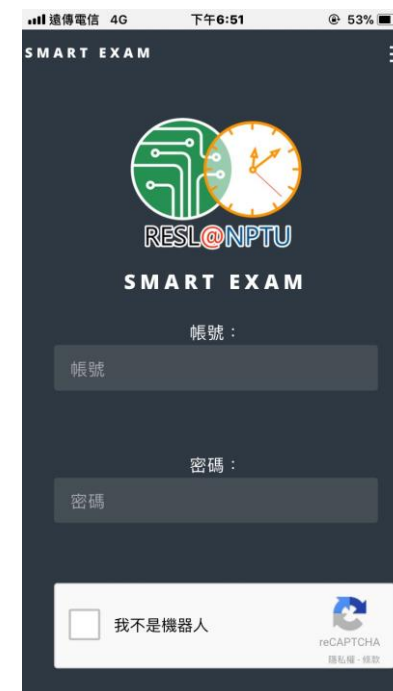 遠傳電信 4G 下午6:51 53%
SMART EXAM
RESL@NPTU
SMART EXAM
帳號：
帳號
密碼：
密碼
我不是機器人
reCAPTCHA
隱私權 - 條款